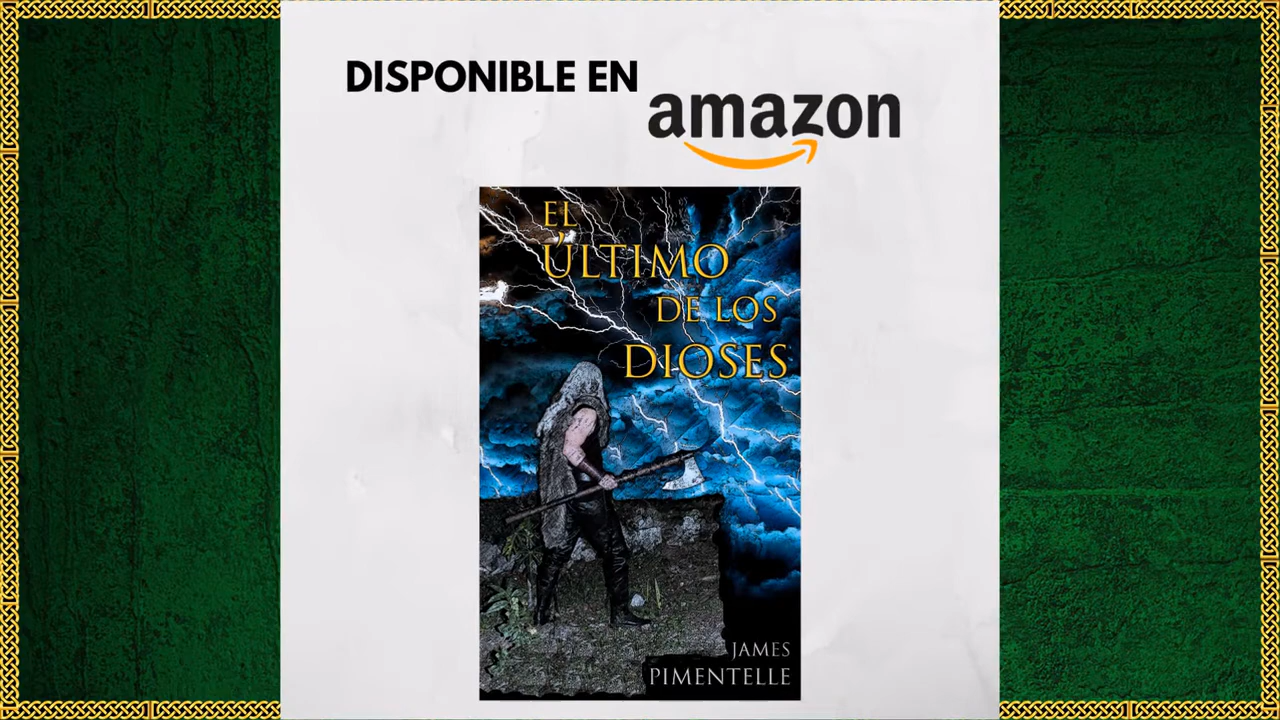 DISPONIBLE EN
amazon
EL
ÚLTIMO
DE LOS
DIOSES
JAMES
PIMENTELLE